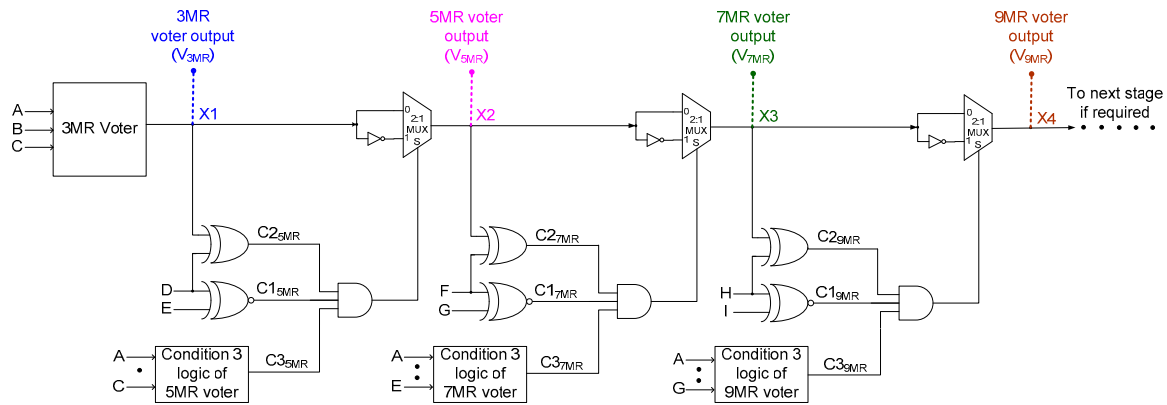 3MR
voter output
(V3MR)
5MR voter
output
(V5MR)
7MR voter
output
(V7MR)
9MR voter
output
(V9MR)
A
B
C
3MR Voter
X1
0
2:1
MUX
1
S
X2
0
2:1
MUX
1
S
X3
0
2:1
MUX
1
S
X4
To next stage
if required
C25MR
D
E
C15MR
A
C
Condition 3
logic of
5MR voter
C35MR
C27MR
F
G
C17MR
A
E
Condition 3
logic of
7MR voter
C37MR
C29MR
H
I
C19MR
A
G
Condition 3
logic of
9MR voter
C39MR